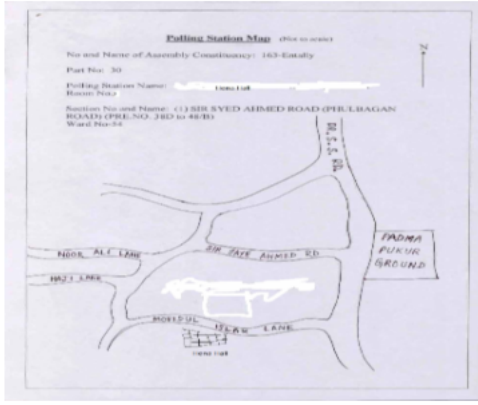 Polling Station Map (Not to scale)
No and Name of Assembly Constituency: 163-Entally
Part No: 30
Polling Station Name:
Room No.
Section No and Name: (1) SIR SYED AHMED ROAD (PHULBAGAN
ROAD) (PRE.NO. 38D to 48/B)
Ward No:54
N
DR. S. S. RD.
NOOR ALI LANE
SIR SAYE AHMED RD
PADMA
PUKUR
GROUND
HAJI LANE
MOFIDUL ISLAM LANE